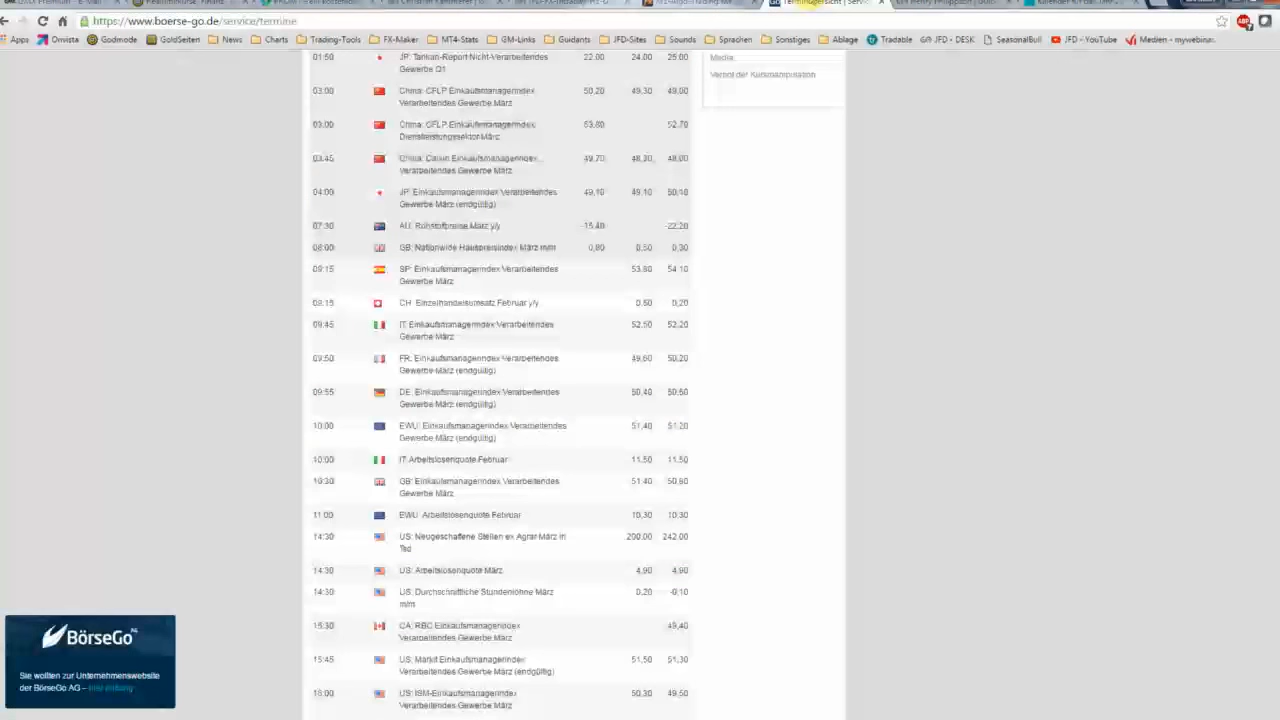 https://www.boerse-go.de/service/termine
Apps Onvista Godmode GoldSeiten News Charts Trading-Tools FX-Maker MT4-Stats GM-Links Guidants JFD-Sites Sounds Sprachen Sonstiges Ablage Tradable JFD - DESK SeasonalBull JFD - YouTube Medien - mywebinar.
01:50 JP: Tankan-Report Nicht-Verarbeitendes 22.00 24.00 25.00
Gewerbe Q1
03:00 China: CFLP Einkaufsmanagerindex 50,20 49,30 49,00
Verarbeitendes Gewerbe März
03:00 China: CFLP Einkaufsmanagerindex 53,80 52,70
Dienstleistungssektor März
03:45 China: Caixin Einkaufsmanagerindex 49,70 48,30 48,00
Verarbeitendes Gewerbe März
04:00 JP: Einkaufsmanagerindex Verarbeitendes 49,10 49,10 50,10
Gewerbe März (endgültig)
07:30 AU: Rohstoffpreise März y/y -15,40 -22,20
08:00 GB: Nationwide Hauspreisindex März m/m 0,80 0,50 0,30
09:15 SP: Einkaufsmanagerindex Verarbeitendes 53,80 54,10
Gewerbe März
09:15 CH: Einzelhandelsumsatz Februar y/y 0,20
09:45 IT: Einkaufsmanagerindex Verarbeitendes 52,50 52,20
Gewerbe März
09:50 FR: Einkaufsmanagerindex Verarbeitendes 49,60 50,20
Gewerbe März (endgültig)
09:55 DE: Einkaufsmanagerindex Verarbeitendes 50,40 50,50
Gewerbe März (endgültig)
10:00 EWU: Einkaufsmanagerindex Verarbeitendes 51,40 51,20
Gewerbe März (endgültig)
10:00 IT: Arbeitslosenquote Februar 11,50 11,50
10:30 GB: Einkaufsmanagerindex Verarbeitendes 51,40 50,80
Gewerbe März
11:00 EWU: Arbeitslosenquote Februar 10,30 10,30
14:30 US: Neugeschaffene Stellen ex Agrar März in 200,00 242,00
Tsd
14:30 US: Arbeitslosenquote März 4,90 4,90
14:30 US: Durchschnittliche Stundenlöhne März 0,20 -0,10
m/m
15:30 CA: RBC Einkaufsmanagerindex 49,40
Verarbeitendes Gewerbe März
15:45 US: Markit Einkaufsmanagerindex 51,50 51,30
Verarbeitendes Gewerbe März (endgültig)
16:00 US: ISM-Einkaufsmanagerindex 50,30 49,50
Verarbeitendes Gewerbe März
Media
Verbot der Kursmanipulation
BörseGo AG
Sie wollten zur Unternehmenswebsite
der BörseGo AG – hier entlang